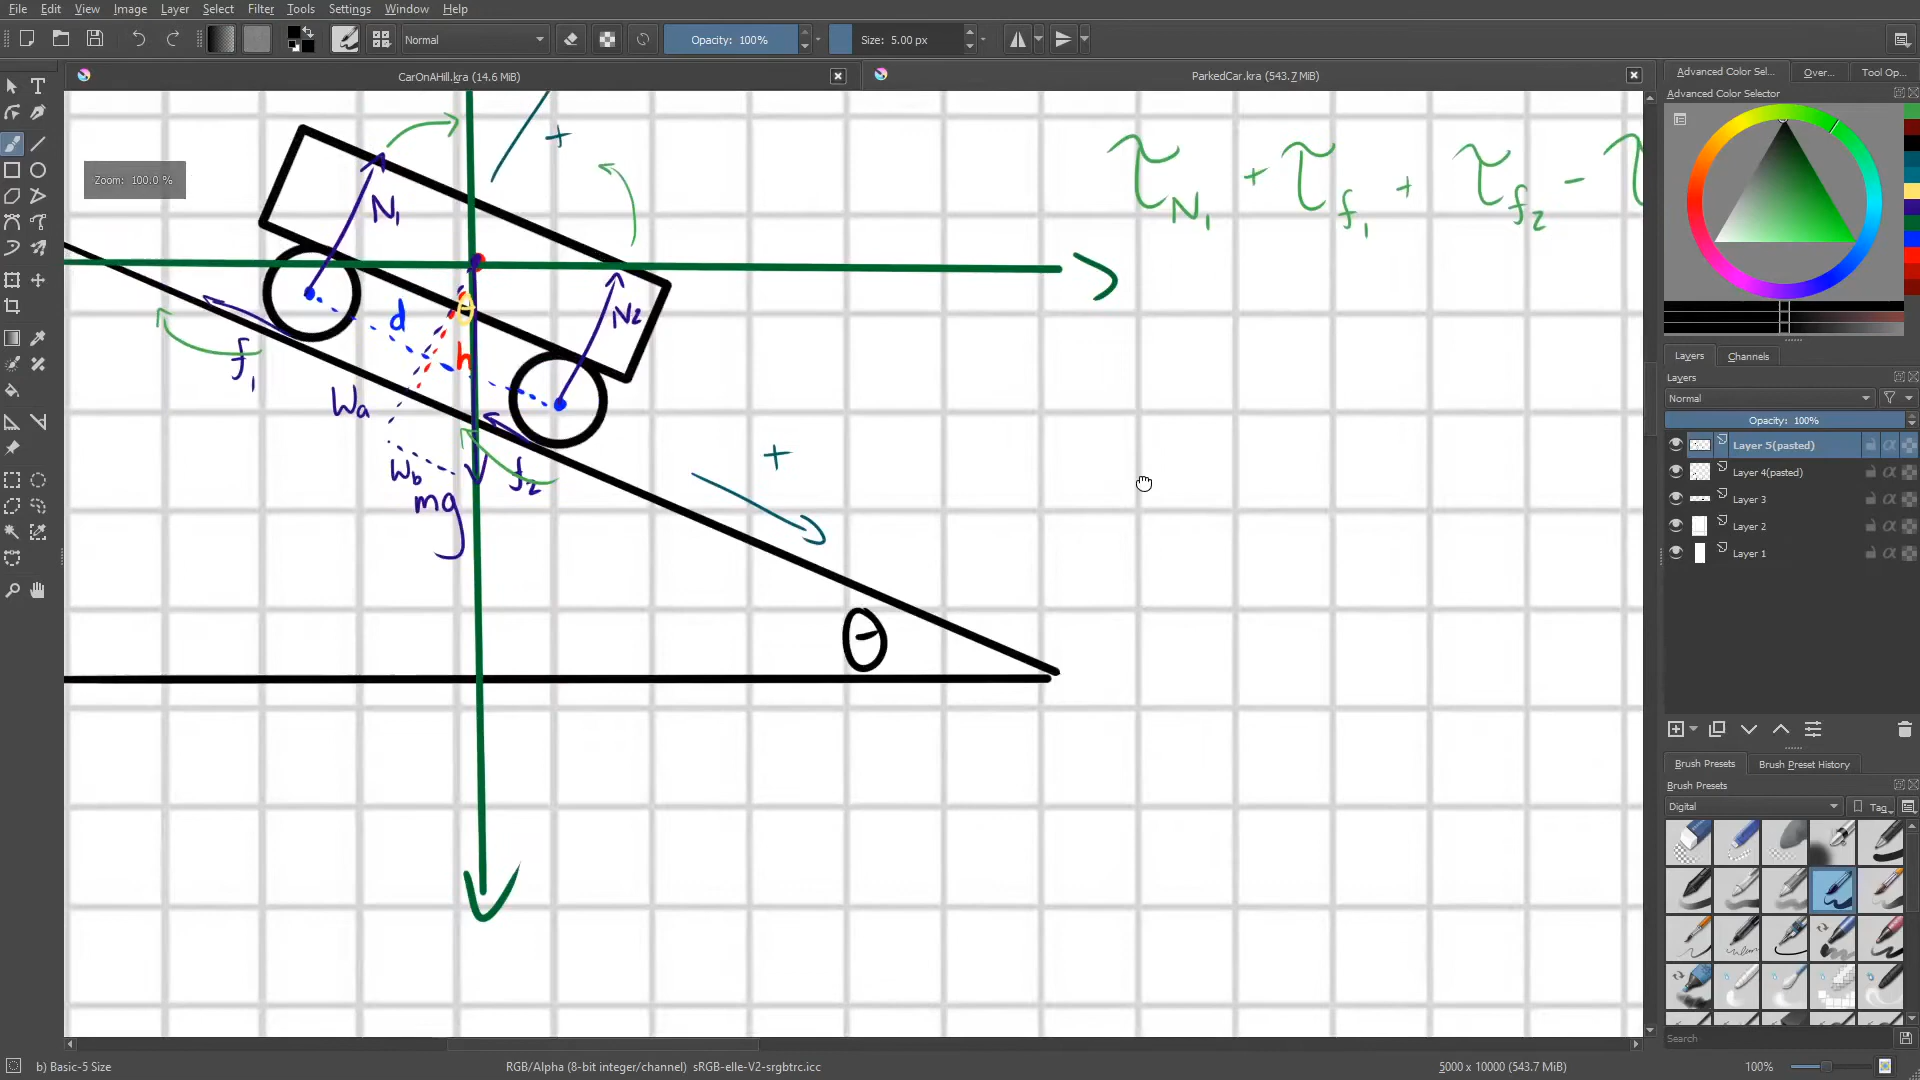 File Edit View Image Layer Select Filter Tools Settings Window Help
Normal Opacity: 100% Size: 5.00 px
CarOnAHill.kra (14.6 MiB) ParkedCar.kra (543.7 MiB)
Advanced Color Sel... Over... Tool Op...
Advanced Color Selector
Zoom: 100.0 %
+
τN1 + τf1 + τf2 -
N1
N2
d
θ
h
f1
Wa
Wb
f2
mg
+
θ
Layers Channels
Layers
Normal
Opacity: 100%
Layer 5(pasted)
Layer 4(pasted)
Layer 3
Layer 2
Layer 1
Brush Presets Brush Preset History
Brush Presets
Digital Tag
Search
b) Basic-5 Size RGB/Alpha (8-bit integer/channel) sRGB-elle-V2-srgbtrc.icc 5000 x 10000 (543.7 MiB) 100%